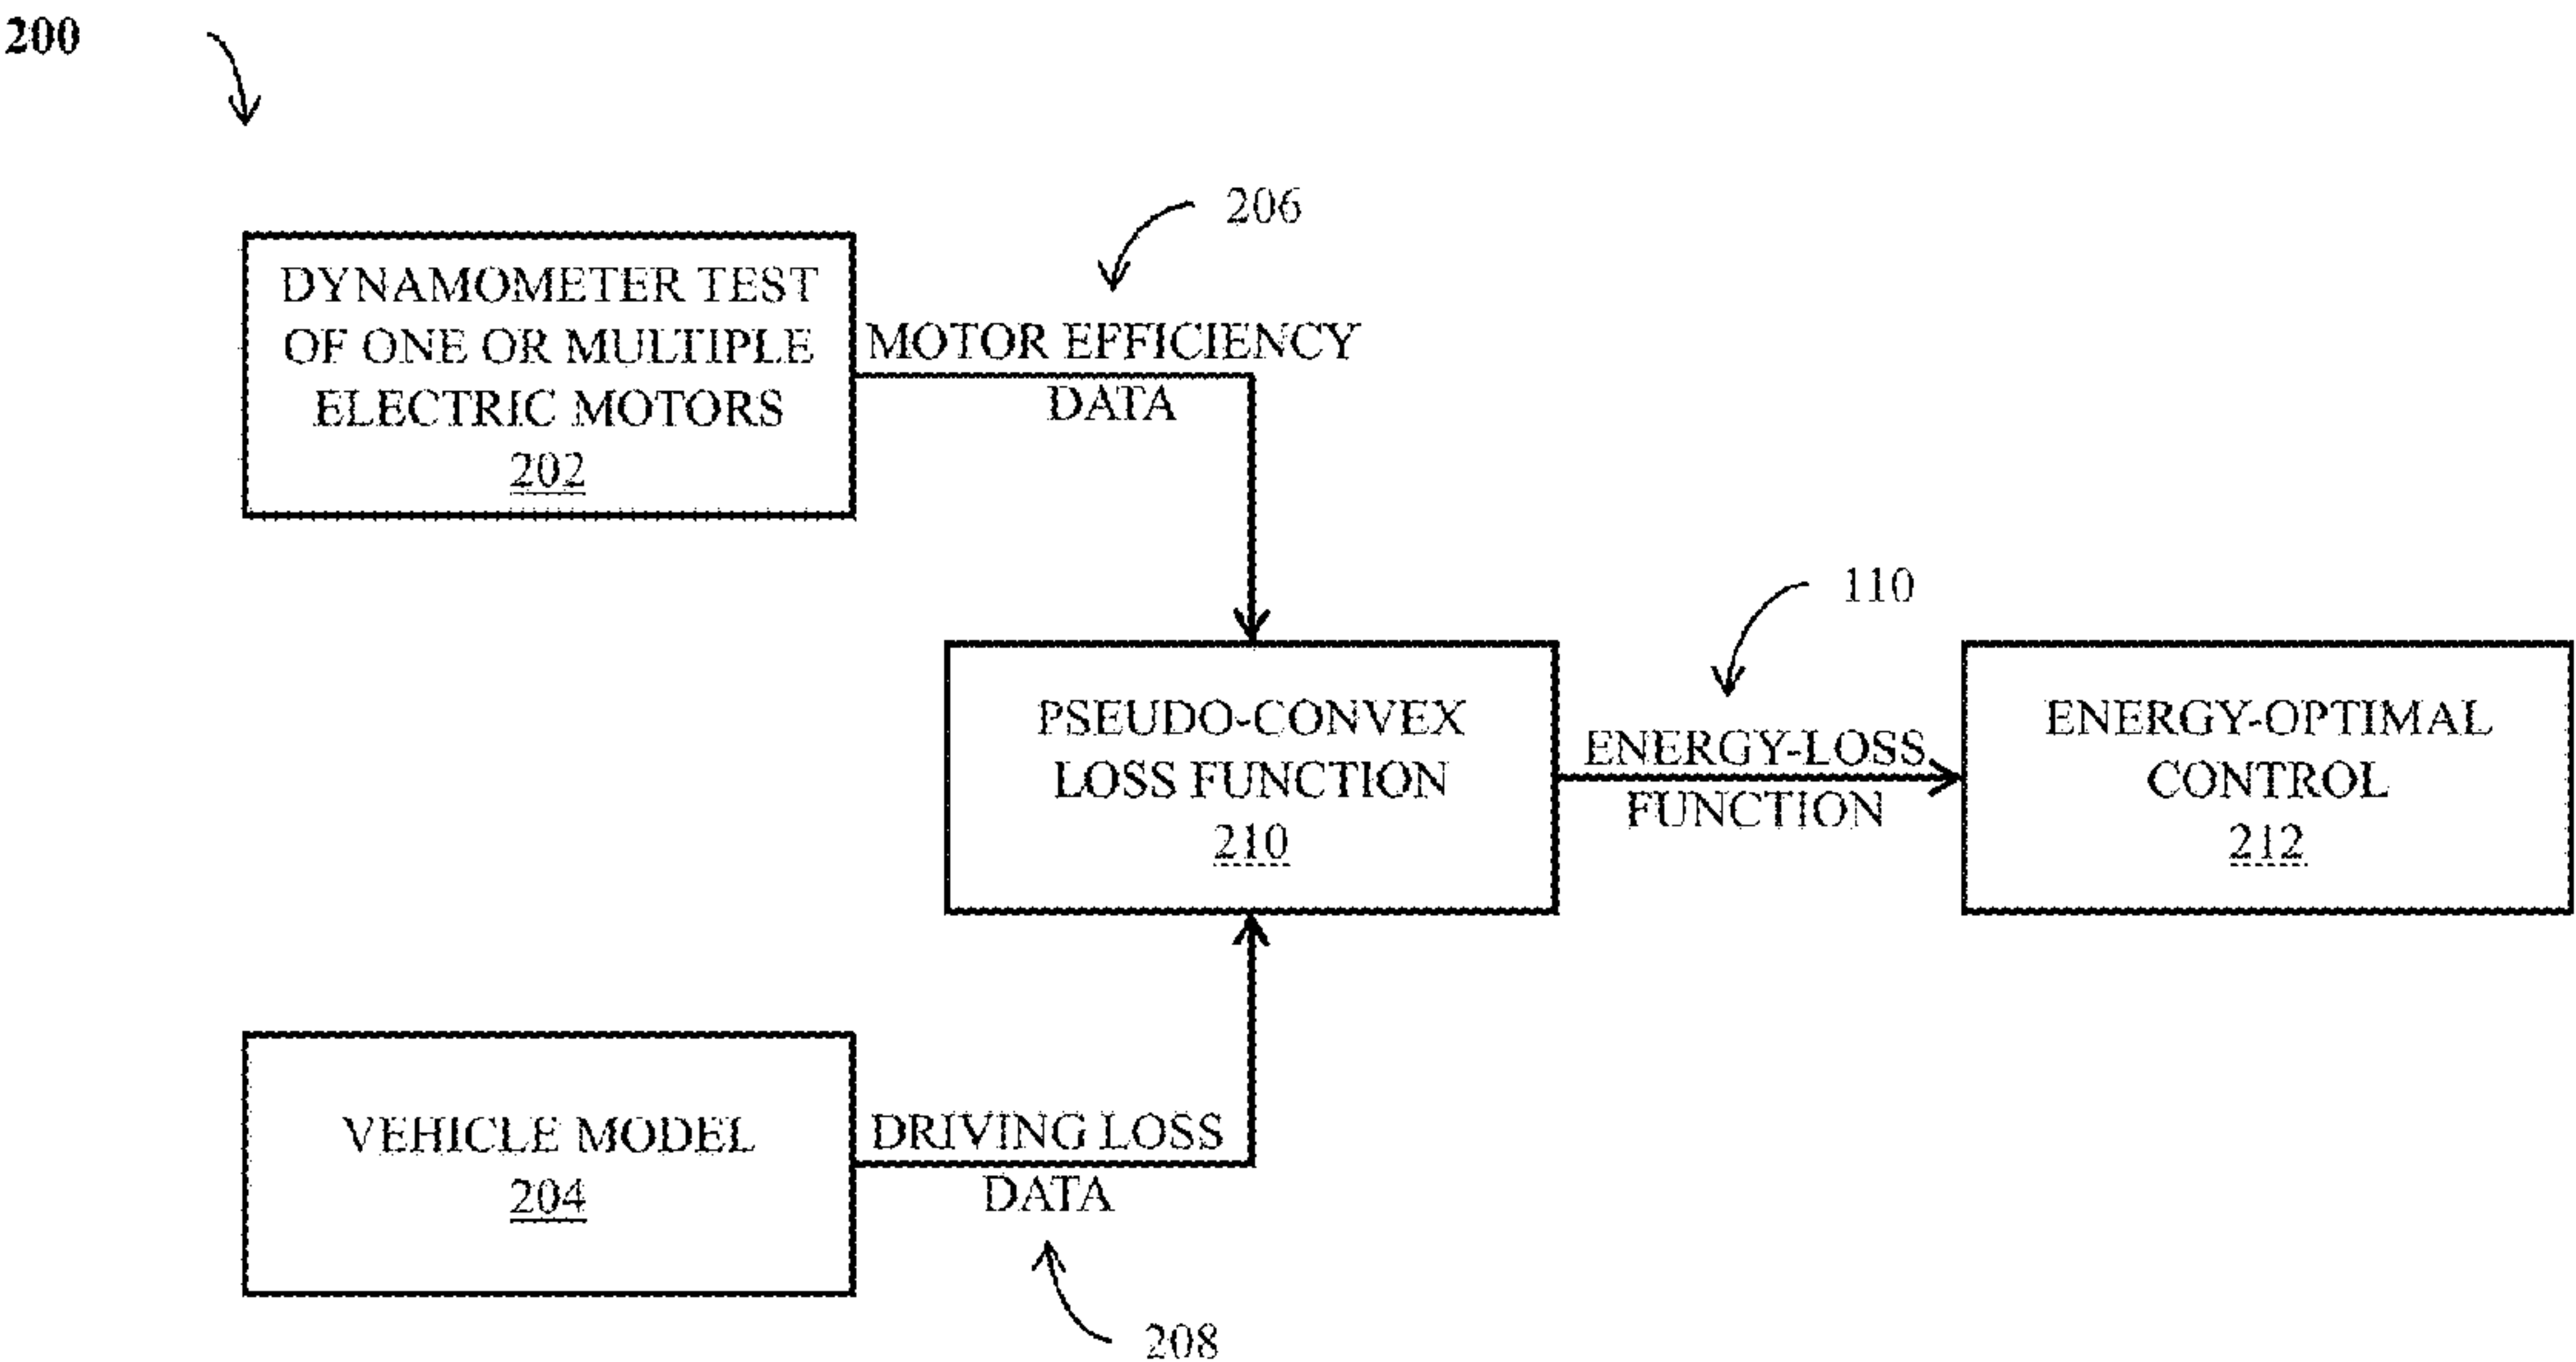 200
206
DYNAMOMETER TEST
OF ONE OR MULTIPLE
ELECTRIC MOTORS
202
MOTOR EFFICIENCY
DATA
110
PSEUDO-CONVEX
LOSS FUNCTION
210
ENERGY-LOSS
FUNCTION
ENERGY-OPTIMAL
CONTROL
212
VEHICLE MODEL
204
DRIVING LOSS
DATA
208